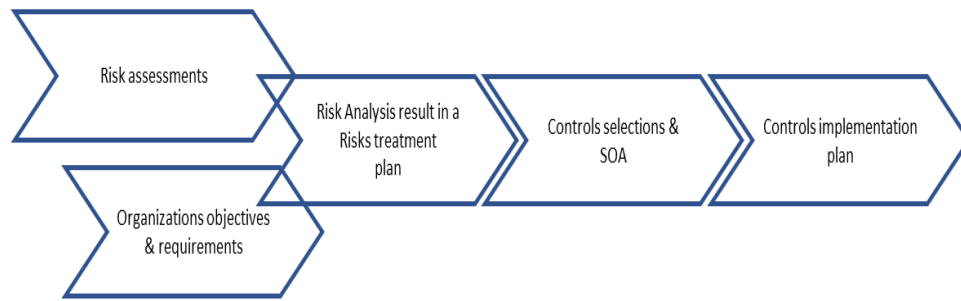 Risk assessments
Organizations objectives
& requirements
Risk Analysis result in a
Risks treatment
plan
Controls selections &
SOA
Controls implementation
plan